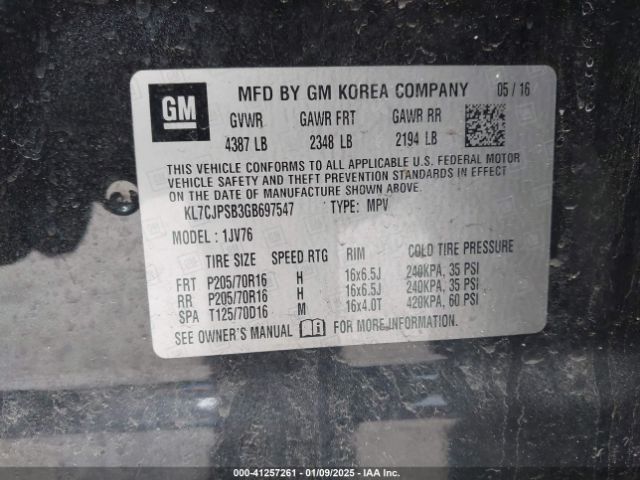 GM
MFD BY GM KOREA COMPANY 05 / 16
GVWR GAWR FRT GAWR RR
4387 LB 2348 LB 2194 LB
THIS VEHICLE CONFORMS TO ALL APPLICABLE U.S. FEDERAL MOTOR
VEHICLE SAFETY AND THEFT PREVENTION STANDARDS IN EFFECT
ON THE DATE OF MANUFACTURE SHOWN ABOVE.
KL7CJPSB3GB697547 TYPE: MPV
MODEL : 1JV76
TIRE SIZE SPEED RTG RIM COLD TIRE PRESSURE
FRT P205/70R16 H 16x6.5J 240KPA, 35 PSI
RR P205/70R16 H 16x6.5J 240KPA, 35 PSI
SPA T125/70D16 M 16x4.0T 420KPA, 60 PSI
SEE OWNER'S MANUAL FOR MORE INFORMATION.
000-41257261 - 01/09/2025 - IAA Inc.